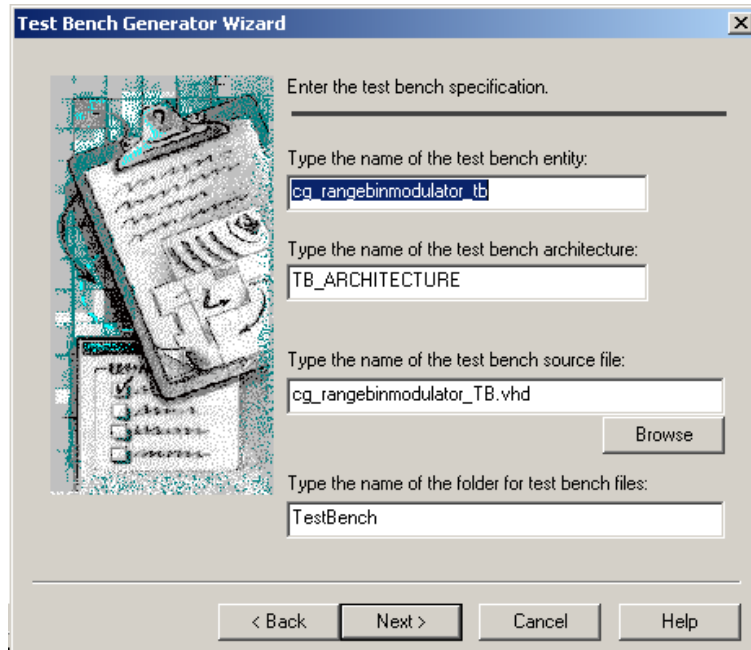 Test Bench Generator Wizard
Enter the test bench specification.
Type the name of the test bench entity:
cg_rangebinmodulator_tb
Type the name of the test bench architecture:
TB_ARCHITECTURE
Type the name of the test bench source file:
cg_rangebinmodulator_TB.vhd
Browse
Type the name of the folder for test bench files:
TestBench
< Back Next > Cancel Help